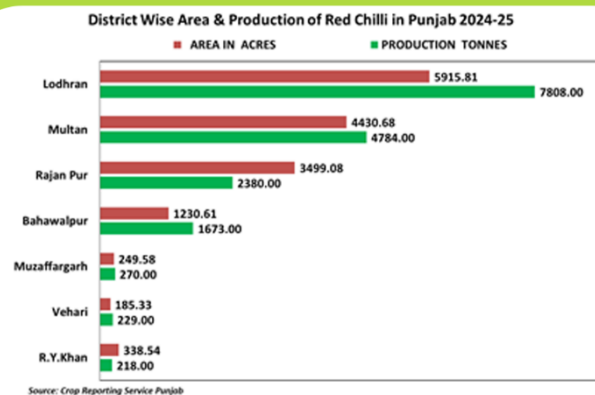 District Wise Area & Production of Red Chilli in Punjab 2024-25
AREA IN ACRES PRODUCTION TONNES
Lodhran
5915.81
7808.00
Multan
4430.68
4784.00
Rajan Pur
3499.08
2380.00
Bahawalpur
1230.61
1673.00
Muzaffargarh
249.58
270.00
Vehari
185.33
229.00
R.Y.Khan
338.54
218.00
Source: Crop Reporting Service Punjab